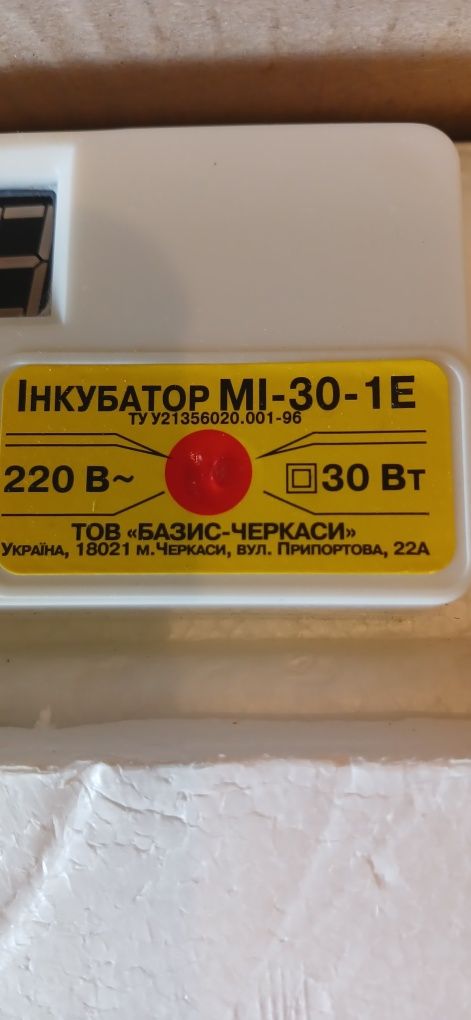 ІНКУБАТОР МІ-30-1Е
ТУ У21356020.001-96
220 В~ 30 Вт
ТОВ «БАЗИС-ЧЕРКАСИ»
УКРАЇНА, 18021 М.ЧЕРКАСИ, ВУЛ. ПРИПОРТОВА, 22А